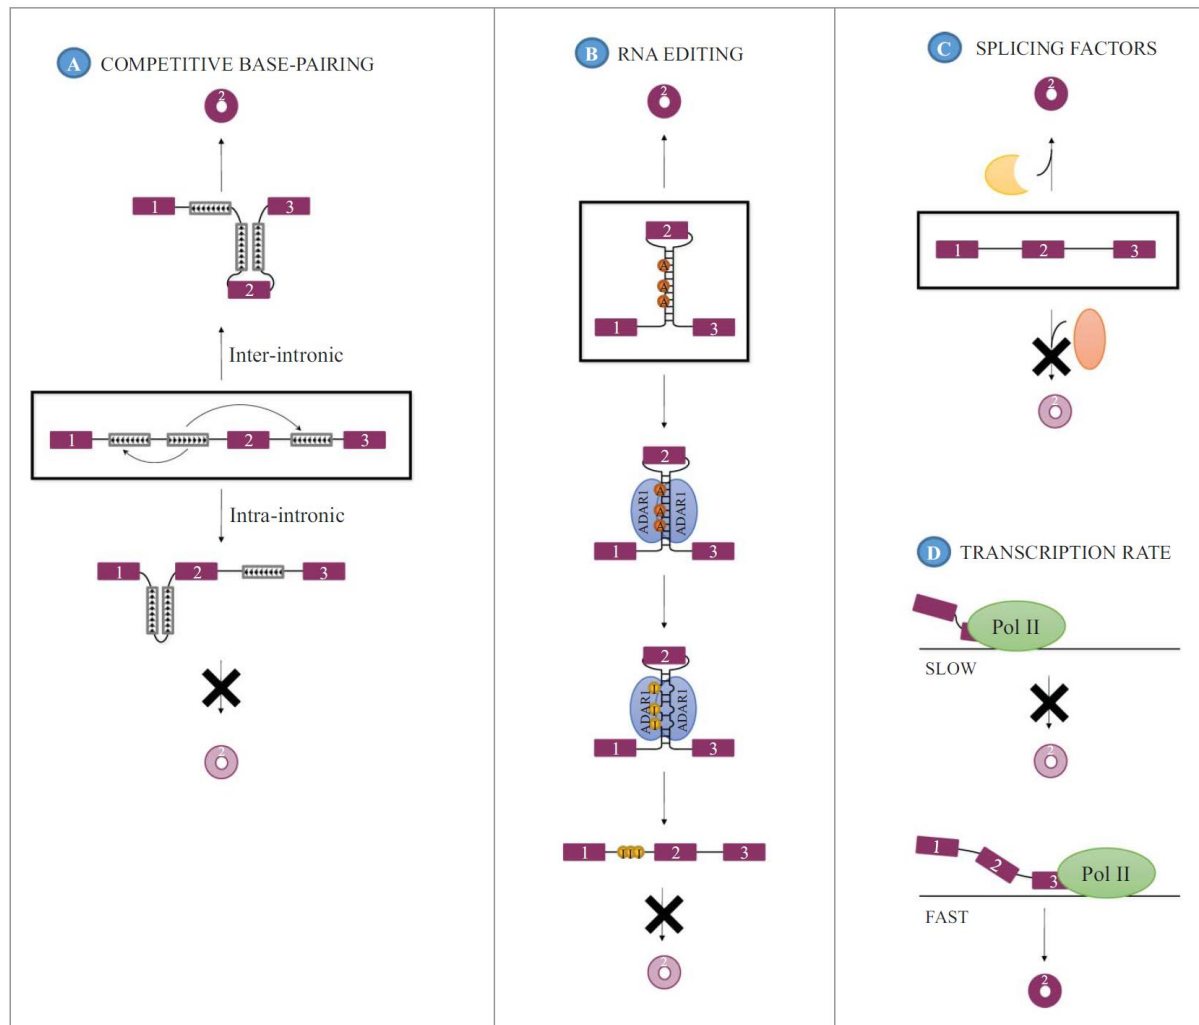 A COMPETITIVE BASE-PAIRING
2
1 3
2
Inter-intronic
1 2 3
Intra-intronic
1 2 3
2
B RNA EDITING
2
2
A
A
A
1 3
2
ADAR1 A A A ADAR1
1 3
2
ADAR1 I I I ADAR1
1 3
1 I I I 2 3
2
C SPLICING FACTORS
2
1 2 3
2
D TRANSCRIPTION RATE
Pol II
SLOW
2
1 2 3 Pol II
FAST
2